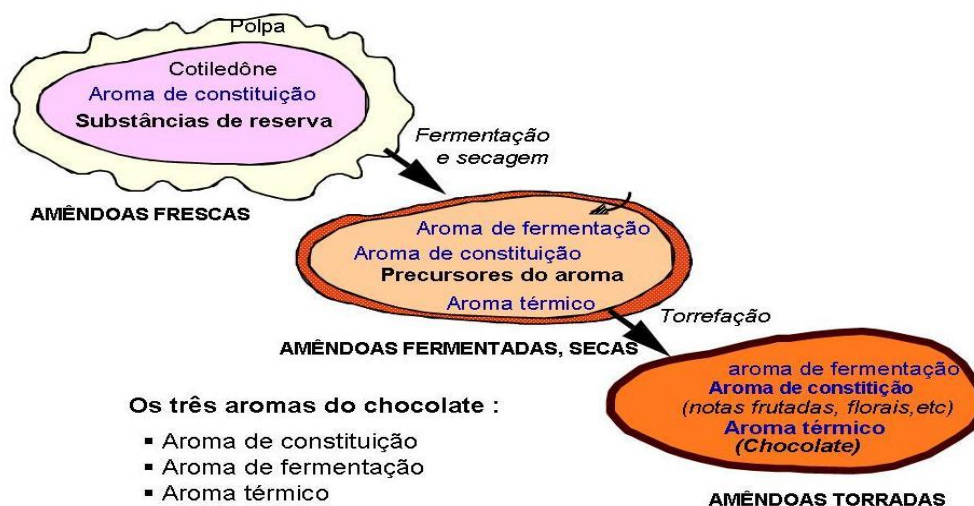 Polpa
Cotiledône
Aroma de constituição
Substâncias de reserva
AMÊNDOAS FRESCAS
Fermentação
e secagem
Aroma de fermentação
Aroma de constituição
Precursores do aroma
Aroma térmico
AMÊNDOAS FERMENTADAS, SECAS
Torrefação
aroma de fermentação
Aroma de constitição
(notas frutadas, florais,etc)
Aroma térmico
(Chocolate)
AMÊNDOAS TORRADAS
Os três aromas do chocolate :
▪ Aroma de constituição
▪ Aroma de fermentação
▪ Aroma térmico